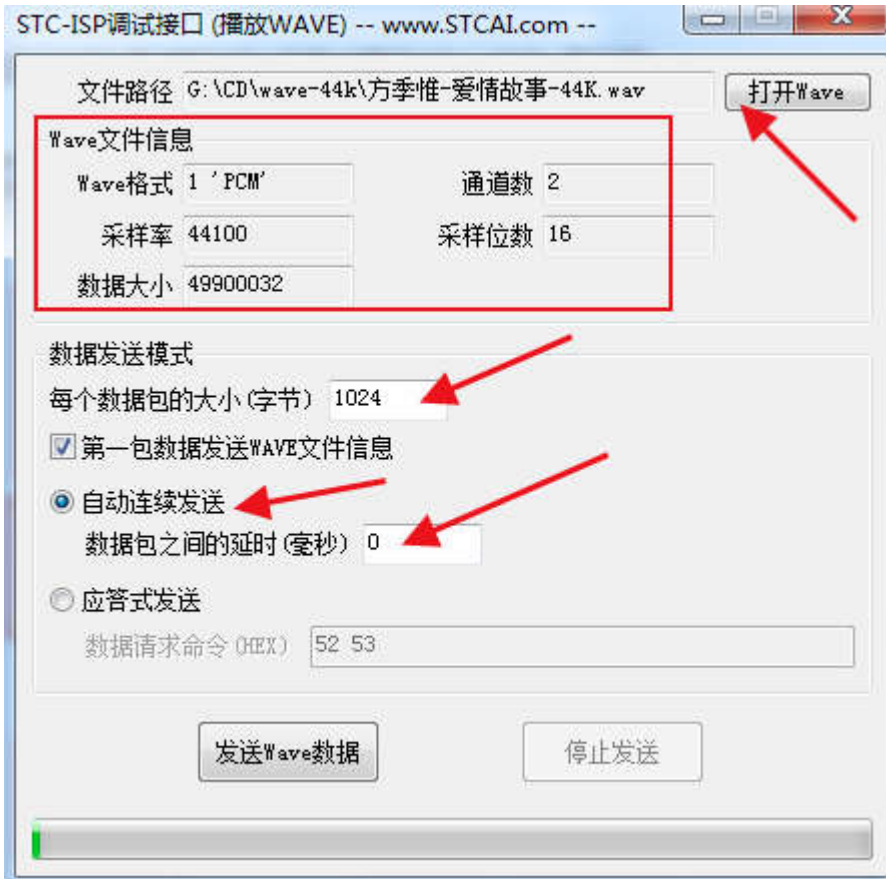 STC-ISP调试接口 (播放WAVE) -- www.STCAI.com --
文件路径 G:\CD\wave-44k\方季惟-爱情故事-44K.wav 打开Wave
Wave文件信息
Wave格式 1 'PCM' 通道数 2
采样率 44100 采样位数 16
数据大小 49900032
数据发送模式
每个数据包的大小(字节) 1024
第一包数据发送WAVE文件信息
自动连续发送
数据包之间的延时(毫秒) 0
应答式发送
数据请求命令(HEX) 52 53
发送Wave数据 停止发送